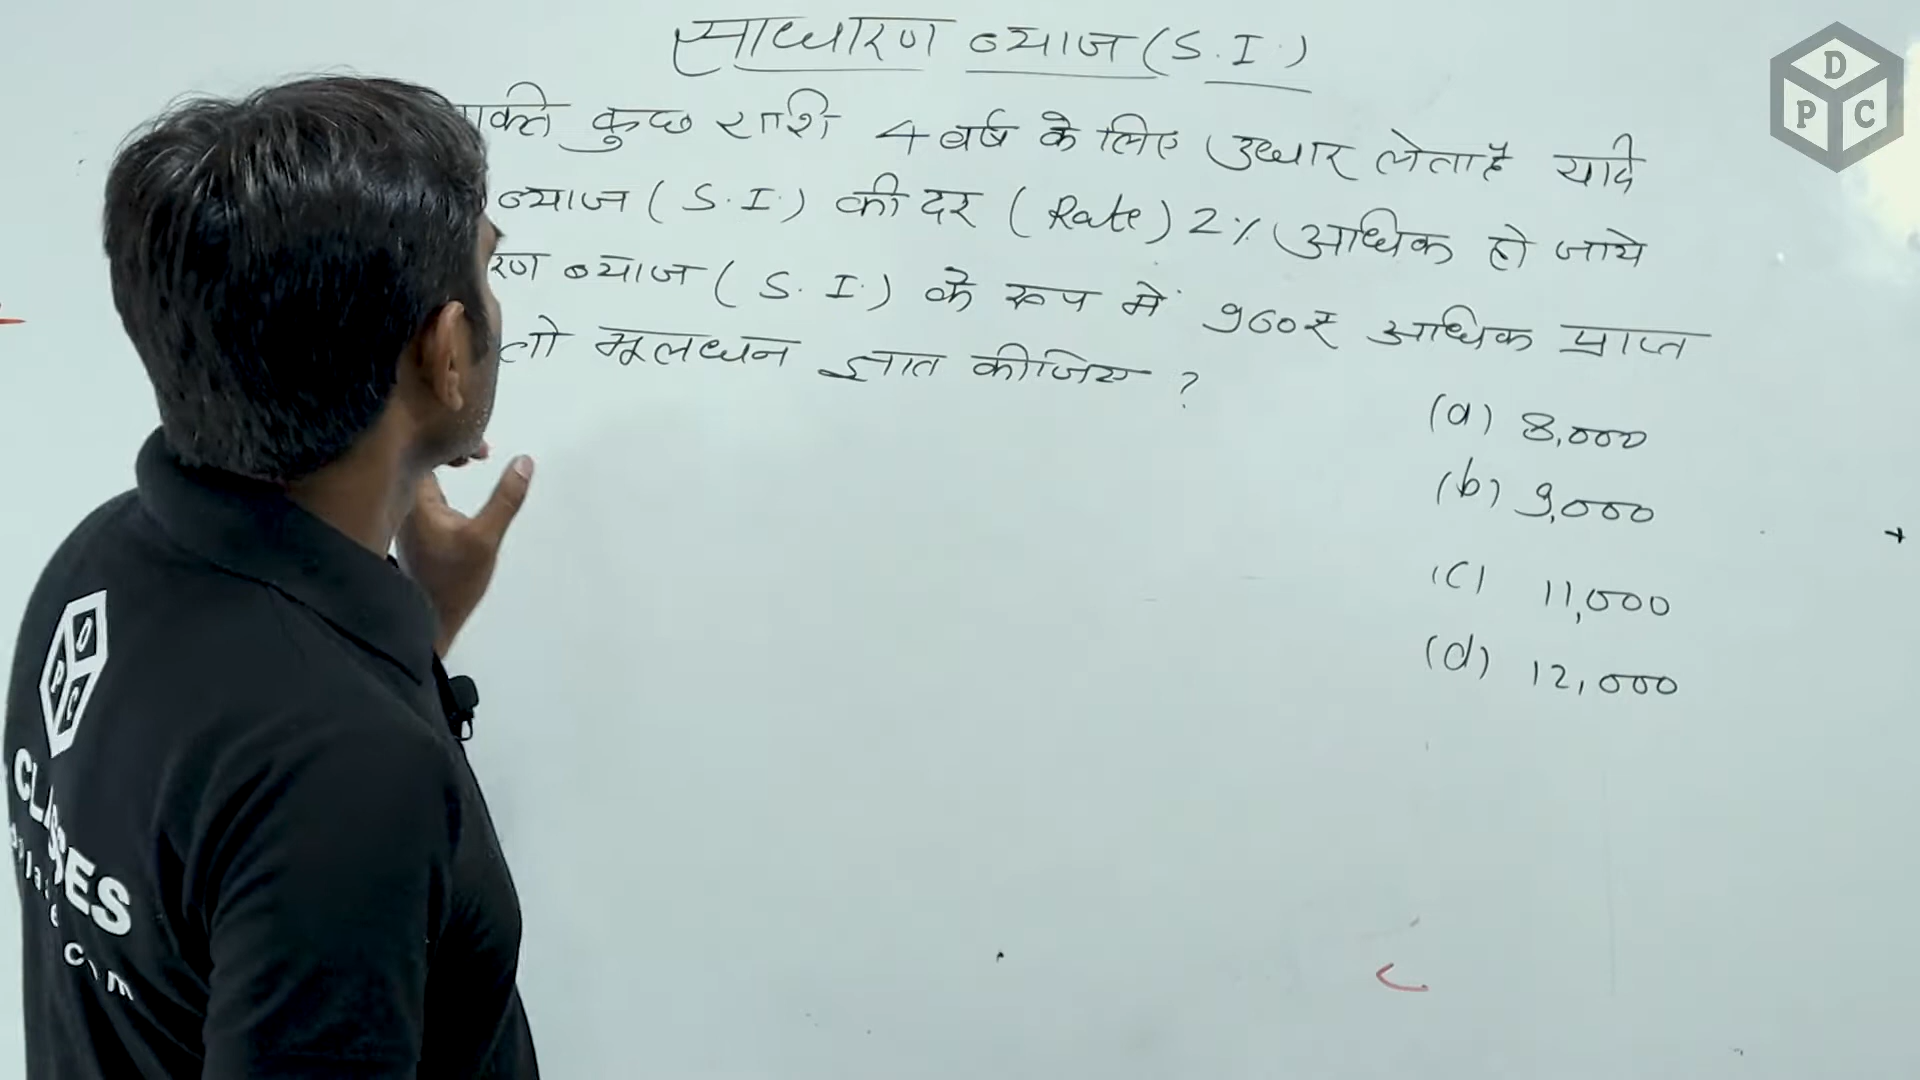 साधारण ब्याज (S.I.)
कुछ राशि 4 वर्ष के लिए उधार लेता है यदि
ब्याज (S.I.) की दर (Rate) 2% अधिक हो जाये
ब्याज (S.I.) के रूप में 960₹ अधिक प्राप्त
तो मूलधन ज्ञात कीजिए ?
(a) 8,000
(b) 9,000
(c) 11,000
(d) 12,000
D
P C
D
P C
CLASSES